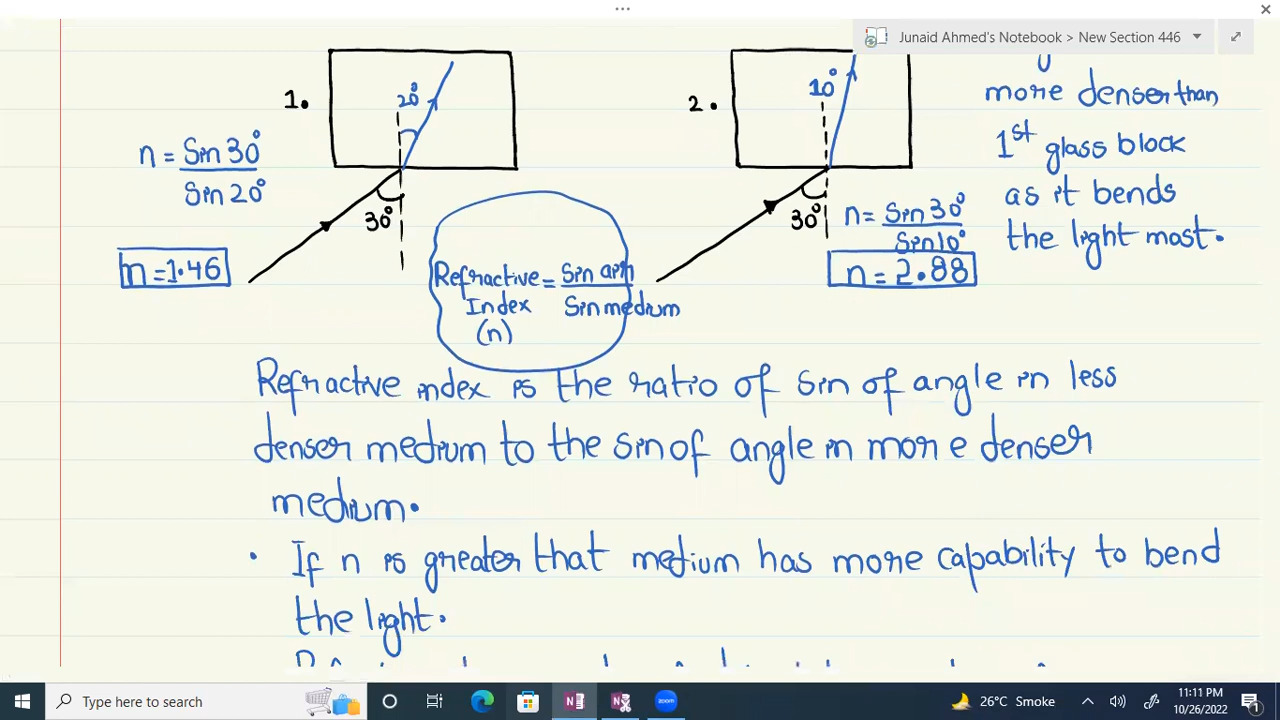 ...
Junaid Ahmed's Notebook > New Section 446
1.
20°
n = Sin 30°
Sin 20°
30°
n = 1.46
Refractive = Sin
Index Sin medium
(n)
2.
10°
30°
n = Sin 30°
Sin 10°
n = 2.88
more denser than
1st glass block
as it bends
the light most.
Refractive index is the ratio of Sin of angle in less
denser medium to the Sin of angle in more denser
medium.
• If n is greater that medium has more capability to bend
the light.
Type here to search
26°C Smoke
11:11 PM
10/26/2022
1
zoom